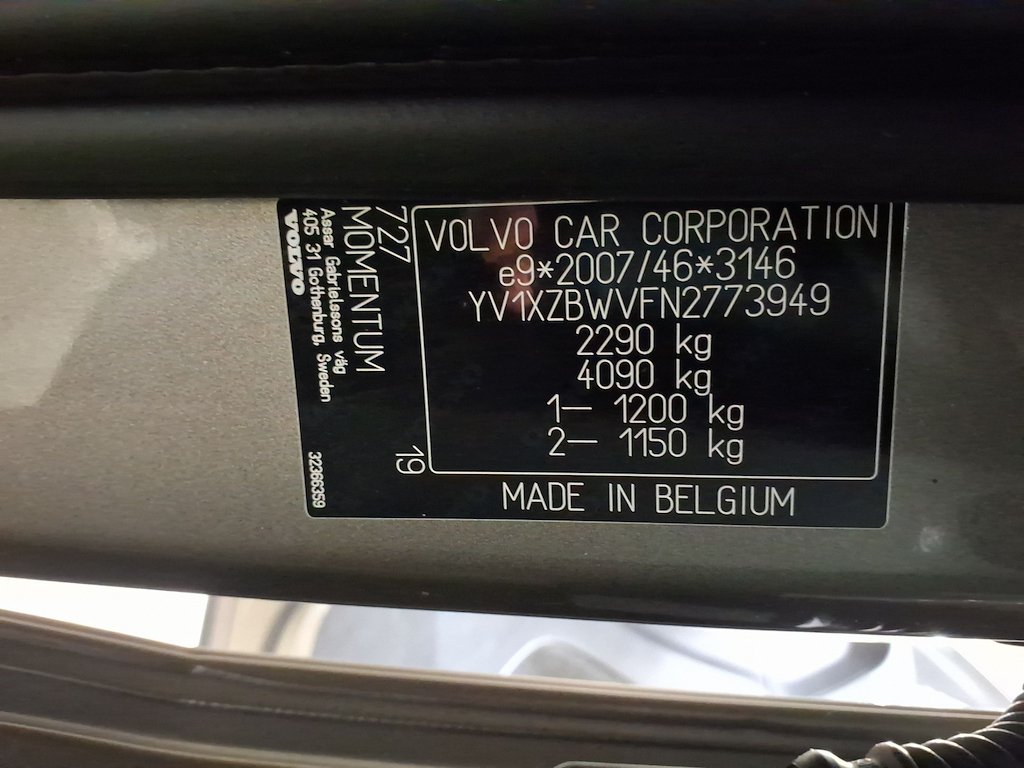 VOLVO CAR CORPORATION
e9*2007/46*3146
YV1XZBWVFN2773949
2290 kg
4090 kg
1– 1200 kg
2– 1150 kg
MADE IN BELGIUM
727 19
MOMENTUM
Assar Gabrielssons väg
405 31 Gothenburg, Sweden
VOLVO
32366359